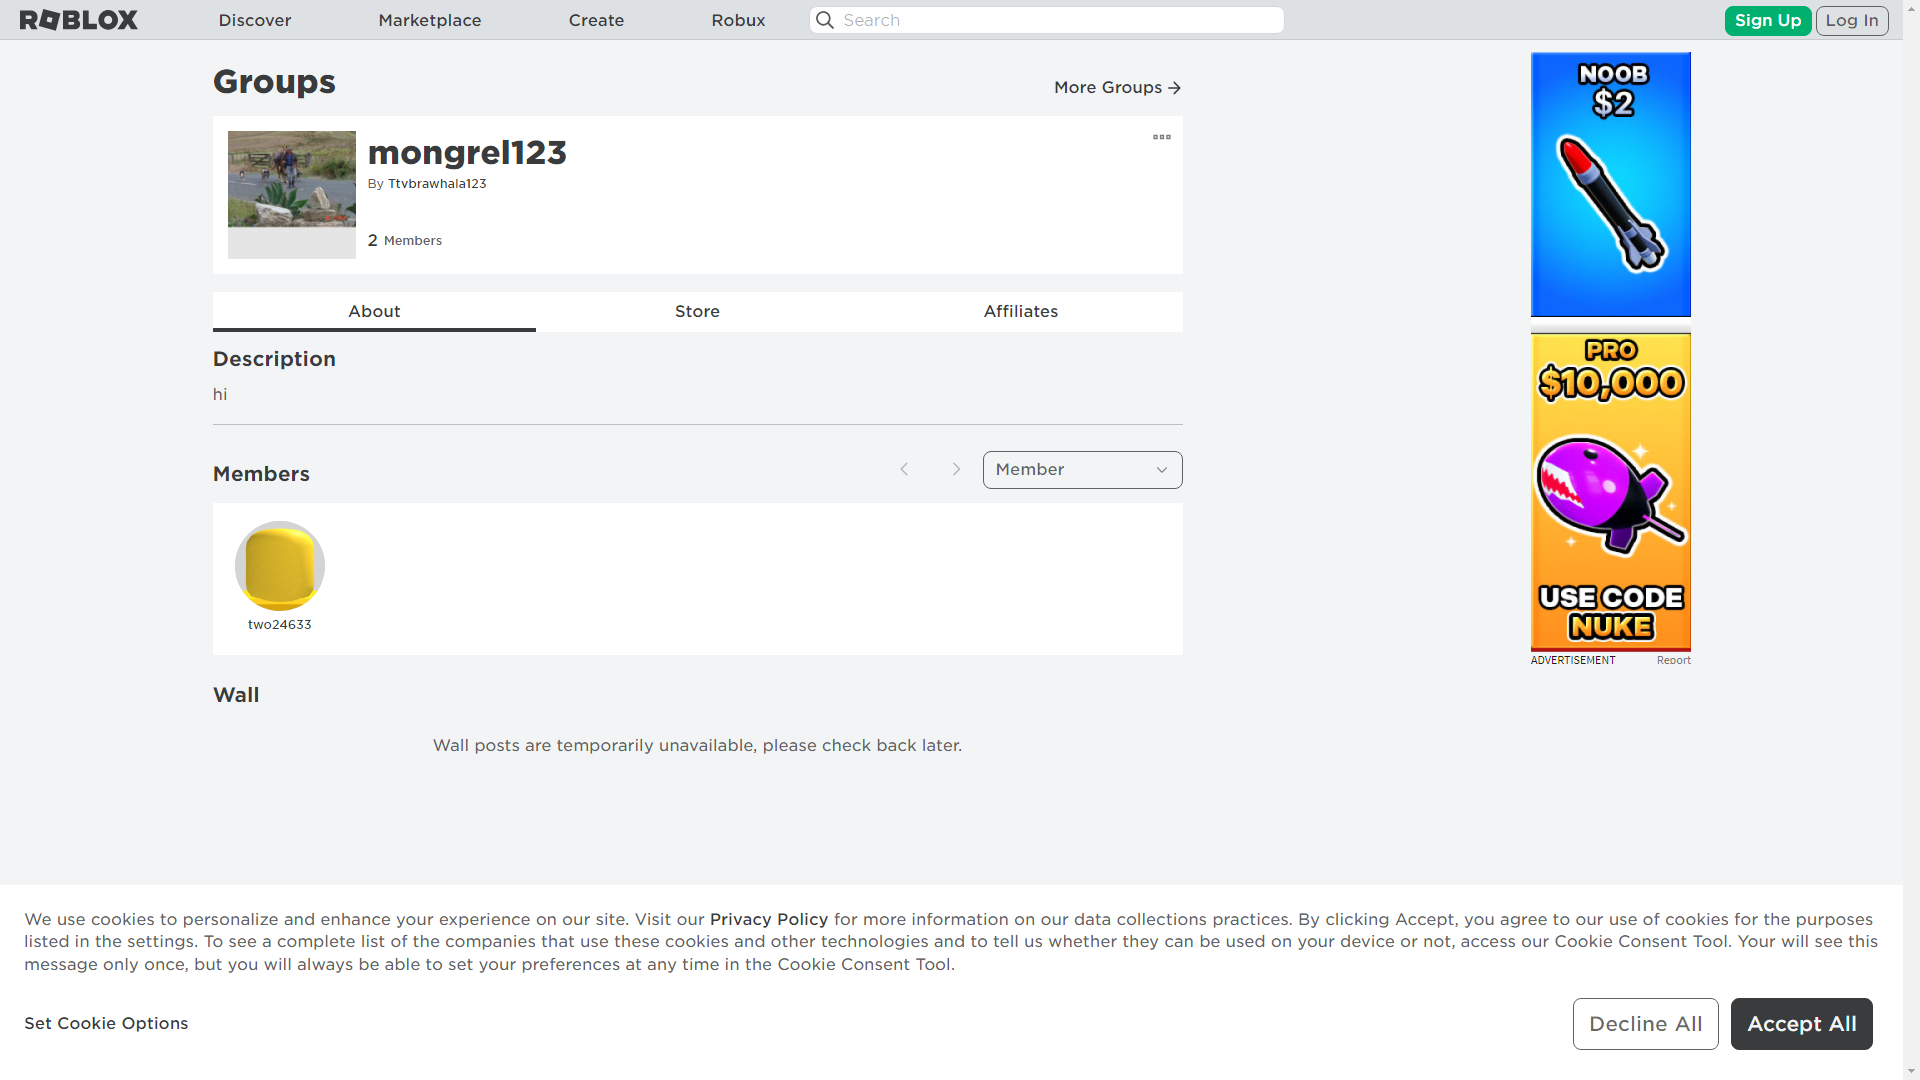 ROBLOX
Discover
Marketplace
Create
Robux
Search
Sign Up
Log In
Groups
More Groups
mongrel123
By Ttvbrawhala123
2 Members
About
Store
Affiliates
Description
hi
Members
Member
two24633
Wall
Wall posts are temporarily unavailable, please check back later.
NOOB
$2
PRO
$10,000
USE CODE
NUKE
ADVERTISEMENT
Report
We use cookies to personalize and enhance your experience on our site. Visit our Privacy Policy for more information on our data collections practices. By clicking Accept, you agree to our use of cookies for the purposes
listed in the settings. To see a complete list of the companies that use these cookies and other technologies and to tell us whether they can be used on your device or not, access our Cookie Consent Tool. Your will see this
message only once, but you will always be able to set your preferences at any time in the Cookie Consent Tool.
Set Cookie Options
Decline All
Accept All